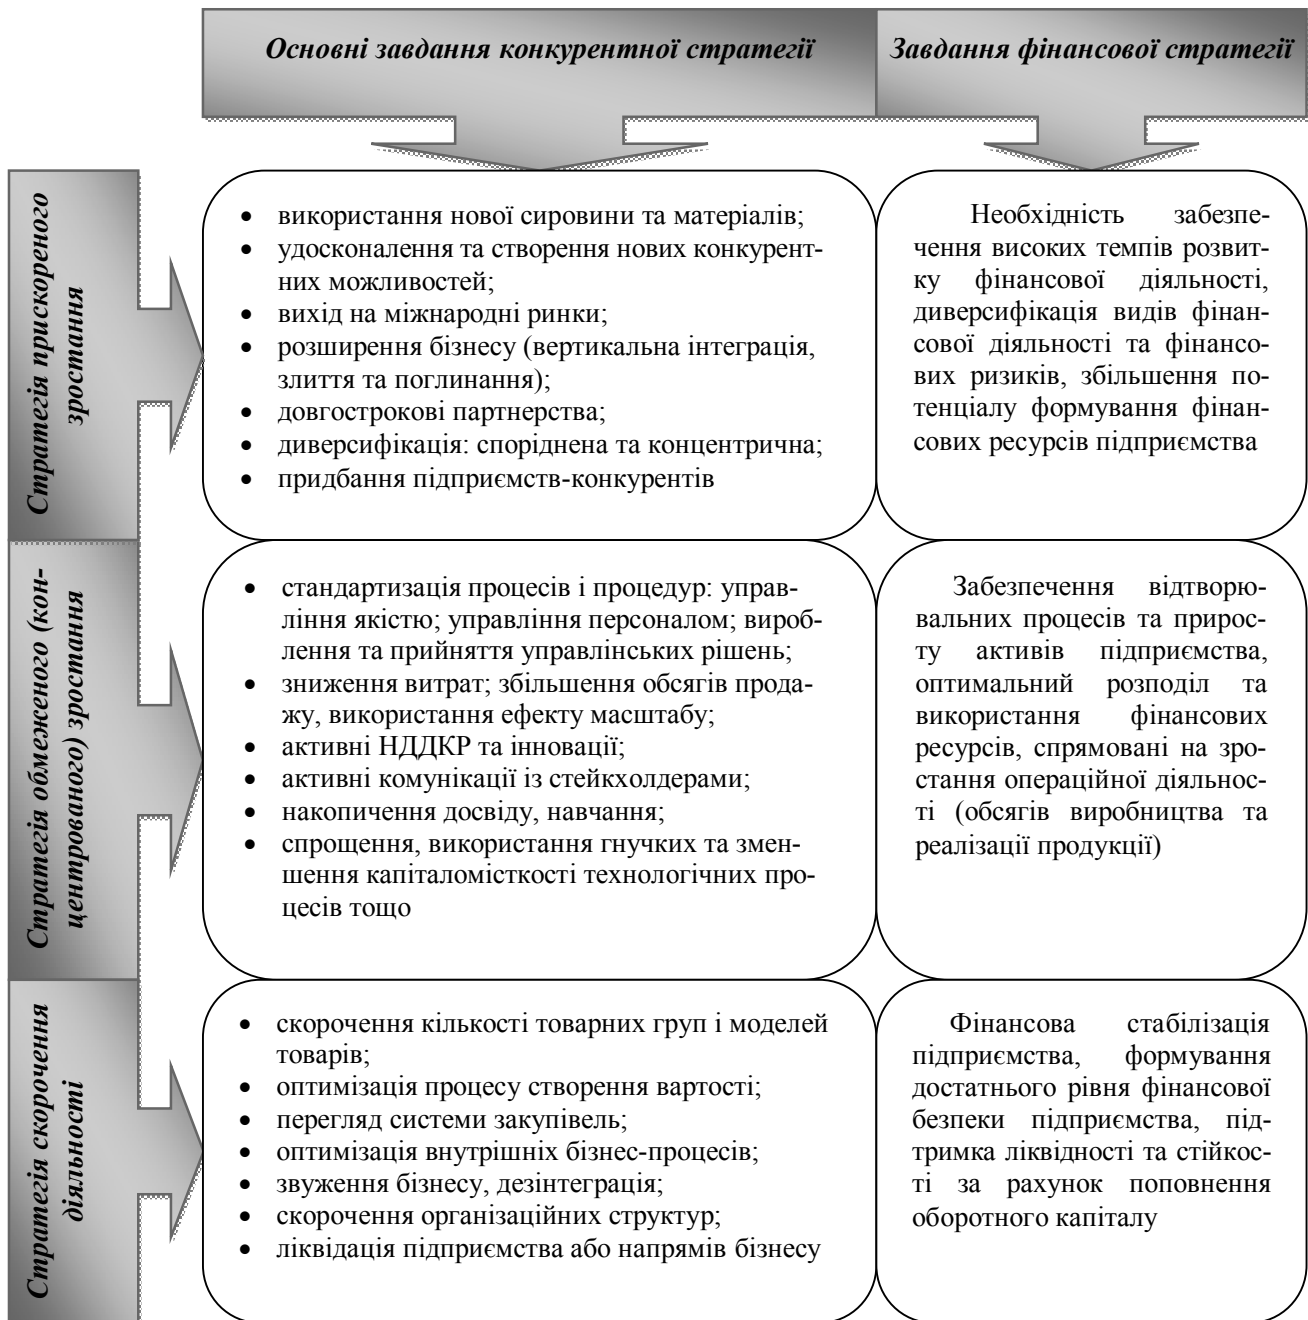 Основні завдання конкурентної стратегії
Завдання фінансової стратегії
Стратегія прискореного
зростання
• використання нової сировини та матеріалів;
• удосконалення та створення нових конкурент-
них можливостей;
• вихід на міжнародні ринки;
• розширення бізнесу (вертикальна інтеграція,
злиття та поглинання);
• довгострокові партнерства;
• диверсифікація: споріднена та концентрична;
• придбання підприємств-конкурентів
Необхідність забезпе-
чення високих темпів розвит-
ку фінансової діяльності,
диверсифікація видів фінан-
сової діяльності та фінансо-
вих ризиків, збільшення по-
тенціалу формування фінан-
сових ресурсів підприємства
Стратегія обмеженого (кон-
центрованого) зростання
• стандартизація процесів і процедур: управ-
ління якістю; управління персоналом; вироб-
лення та прийняття управлінських рішень;
• зниження витрат; збільшення обсягів прода-
жу, використання ефекту масштабу;
• активні НДДКР та інновації;
• активні комунікації із стейкхолдерами;
• накопичення досвіду, навчання;
• спрощення, використання гнучких та змен-
шення капіталомісткості технологічних про-
цесів тощо
Забезпечення відтворю-
вальних процесів та прирос-
ту активів підприємства,
оптимальний розподіл та
використання фінансових
ресурсів, спрямовані на зро-
стання операційної діяльнос-
ті (обсягів виробництва та
реалізації продукції)
Стратегія скорочення
діяльності
• скорочення кількості товарних груп і моделей
товарів;
• оптимізація процесу створення вартості;
• перегляд системи закупівель;
• оптимізація внутрішніх бізнес-процесів;
• звуження бізнесу, дезінтеграція;
• скорочення організаційних структур;
• ліквідація підприємства або напрямів бізнесу
Фінансова стабілізація
підприємства, формування
достатнього рівня фінансової
безпеки підприємства, під-
тримка ліквідності та стійкос-
ті за рахунок поповнення
оборотного капіталу